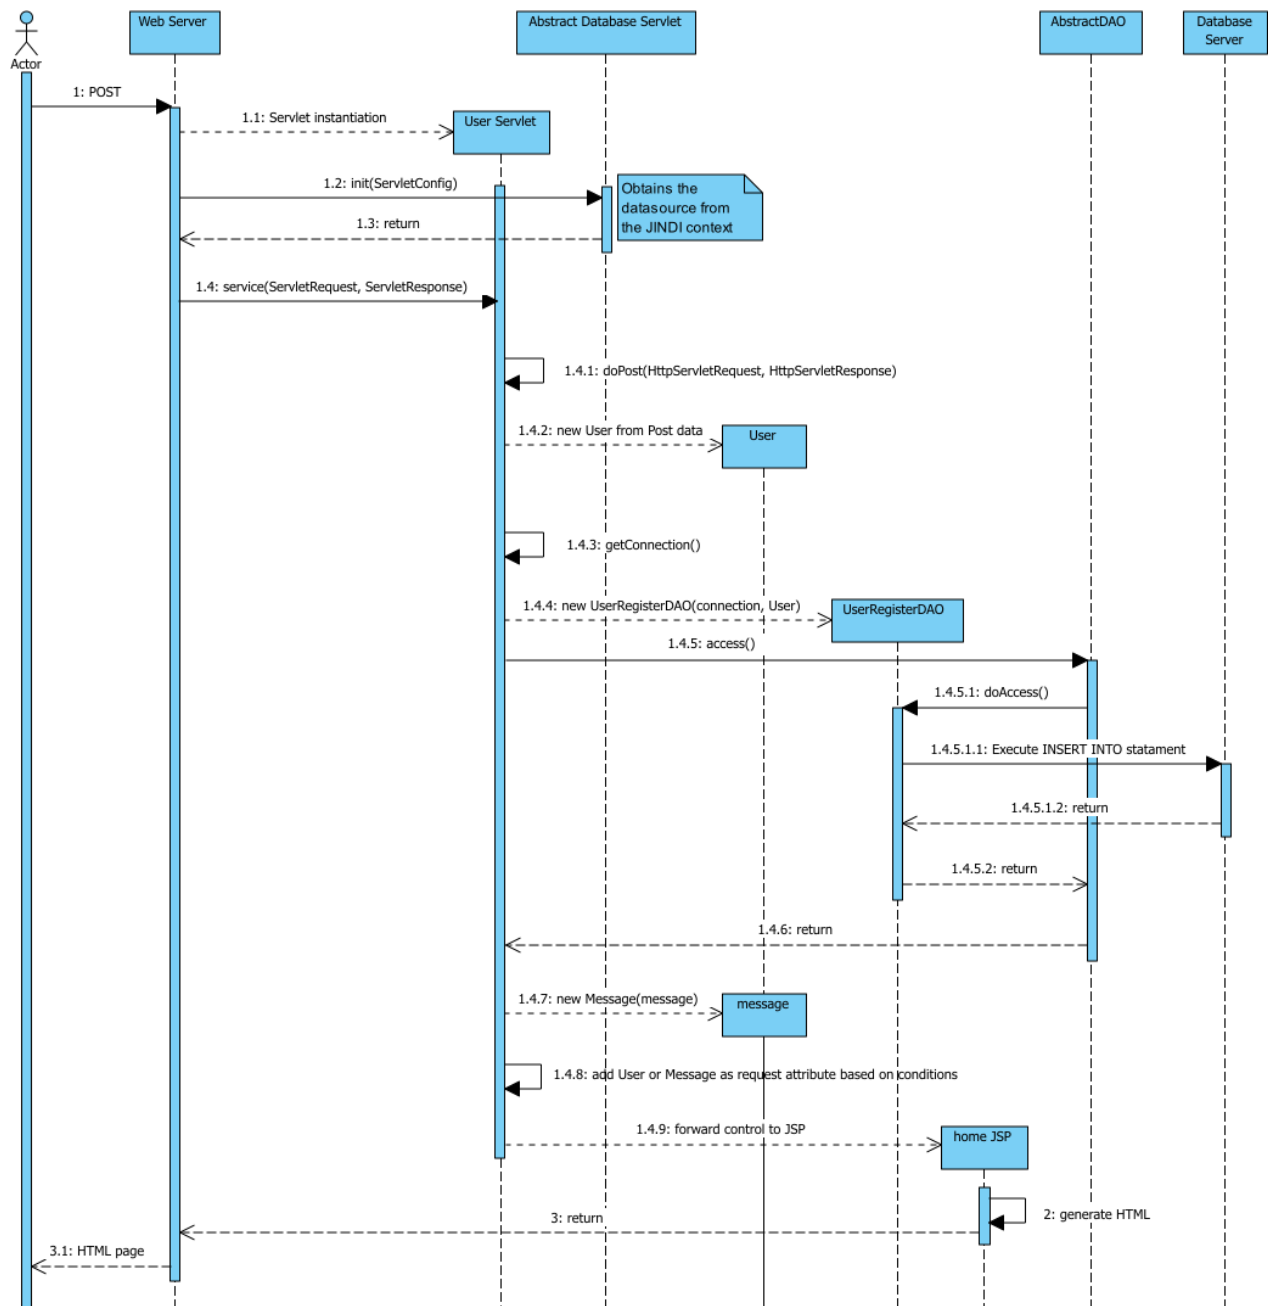 Actor
Web Server
Abstract Database Servlet
AbstractDAO
Database
Server
1: POST
1.1: Servlet instantiation
User Servlet
1.2: init(ServletConfig)
Obtains the
datasource from
the JINDI context
1.3: return
1.4: service(ServletRequest, ServletResponse)
1.4.1: doPost(HttpServletRequest, HttpServletResponse)
1.4.2: new User from Post data
User
1.4.3: getConnection()
1.4.4: new UserRegisterDAO(connection, User)
UserRegisterDAO
1.4.5: access()
1.4.5.1: doAccess()
1.4.5.1.1: Execute INSERT INTO statament
1.4.5.1.2: return
1.4.5.2: return
1.4.6: return
1.4.7: new Message(message)
message
1.4.8: add User or Message as request attribute based on conditions
1.4.9: forward control to JSP
home JSP
2: generate HTML
3: return
3.1: HTML page